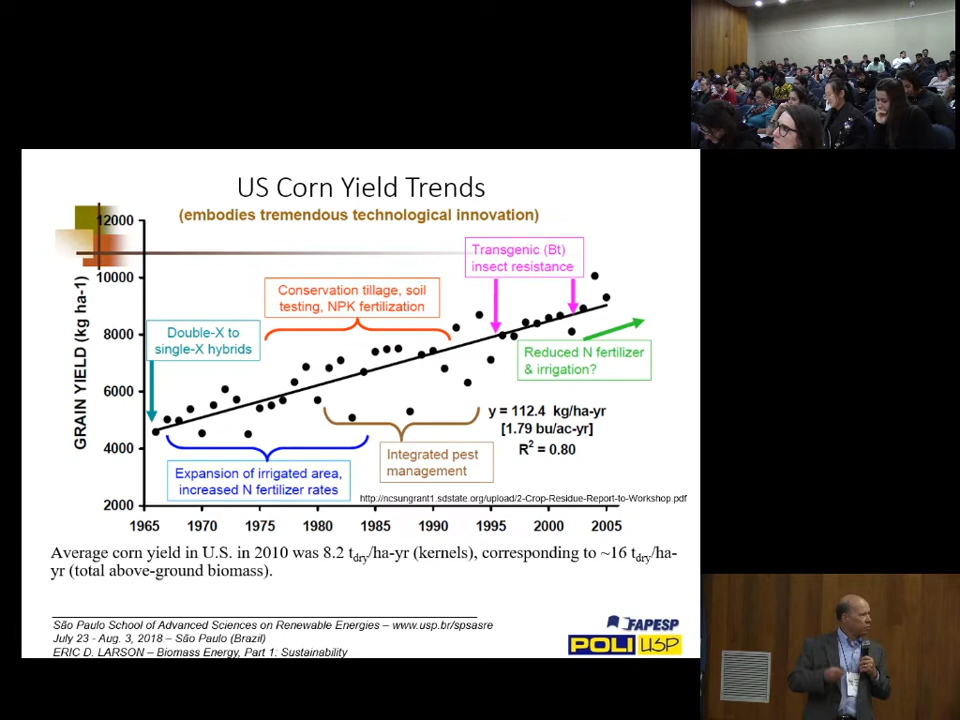 US Corn Yield Trends
(embodies tremendous technological innovation)
12000
10000
8000
6000
4000
2000
GRAIN YIELD (kg ha-1)
Transgenic (Bt)
insect resistance
Conservation tillage, soil
testing, NPK fertilization
Double-X to
single-X hybrids
Reduced N fertilizer
& irrigation?
y = 112.4 kg/ha-yr
[1.79 bu/ac-yr]
R² = 0.80
Integrated pest
management
Expansion of irrigated area,
increased N fertilizer rates
http://ncsungrant1.sdstate.org/upload/2-Crop-Residue-Report-to-Workshop.pdf
1965 1970 1975 1980 1985 1990 1995 2000 2005
Average corn yield in U.S. in 2010 was 8.2 tdry/ha-yr (kernels), corresponding to ~16 tdry/ha-
yr (total above-ground biomass).
São Paulo School of Advanced Sciences on Renewable Energies – www.usp.br/spsasre
July 23 - Aug. 3, 2018 – São Paulo (Brazil)
ERIC D. LARSON – Biomass Energy, Part 1: Sustainability
FAPESP
POLI USP